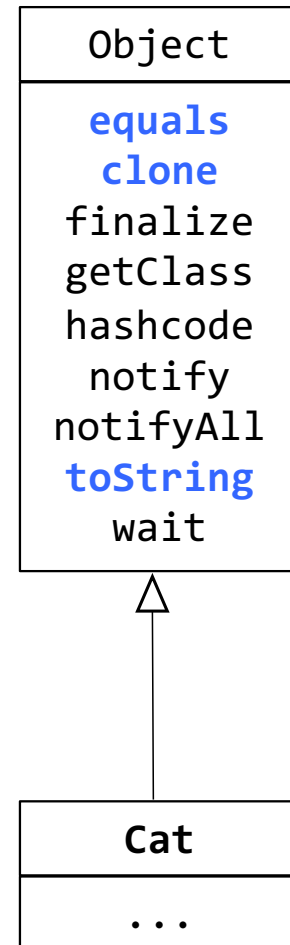 Object
equals
clone
finalize
getClass
hashcode
notify
notifyAll
toString
wait
Cat
...